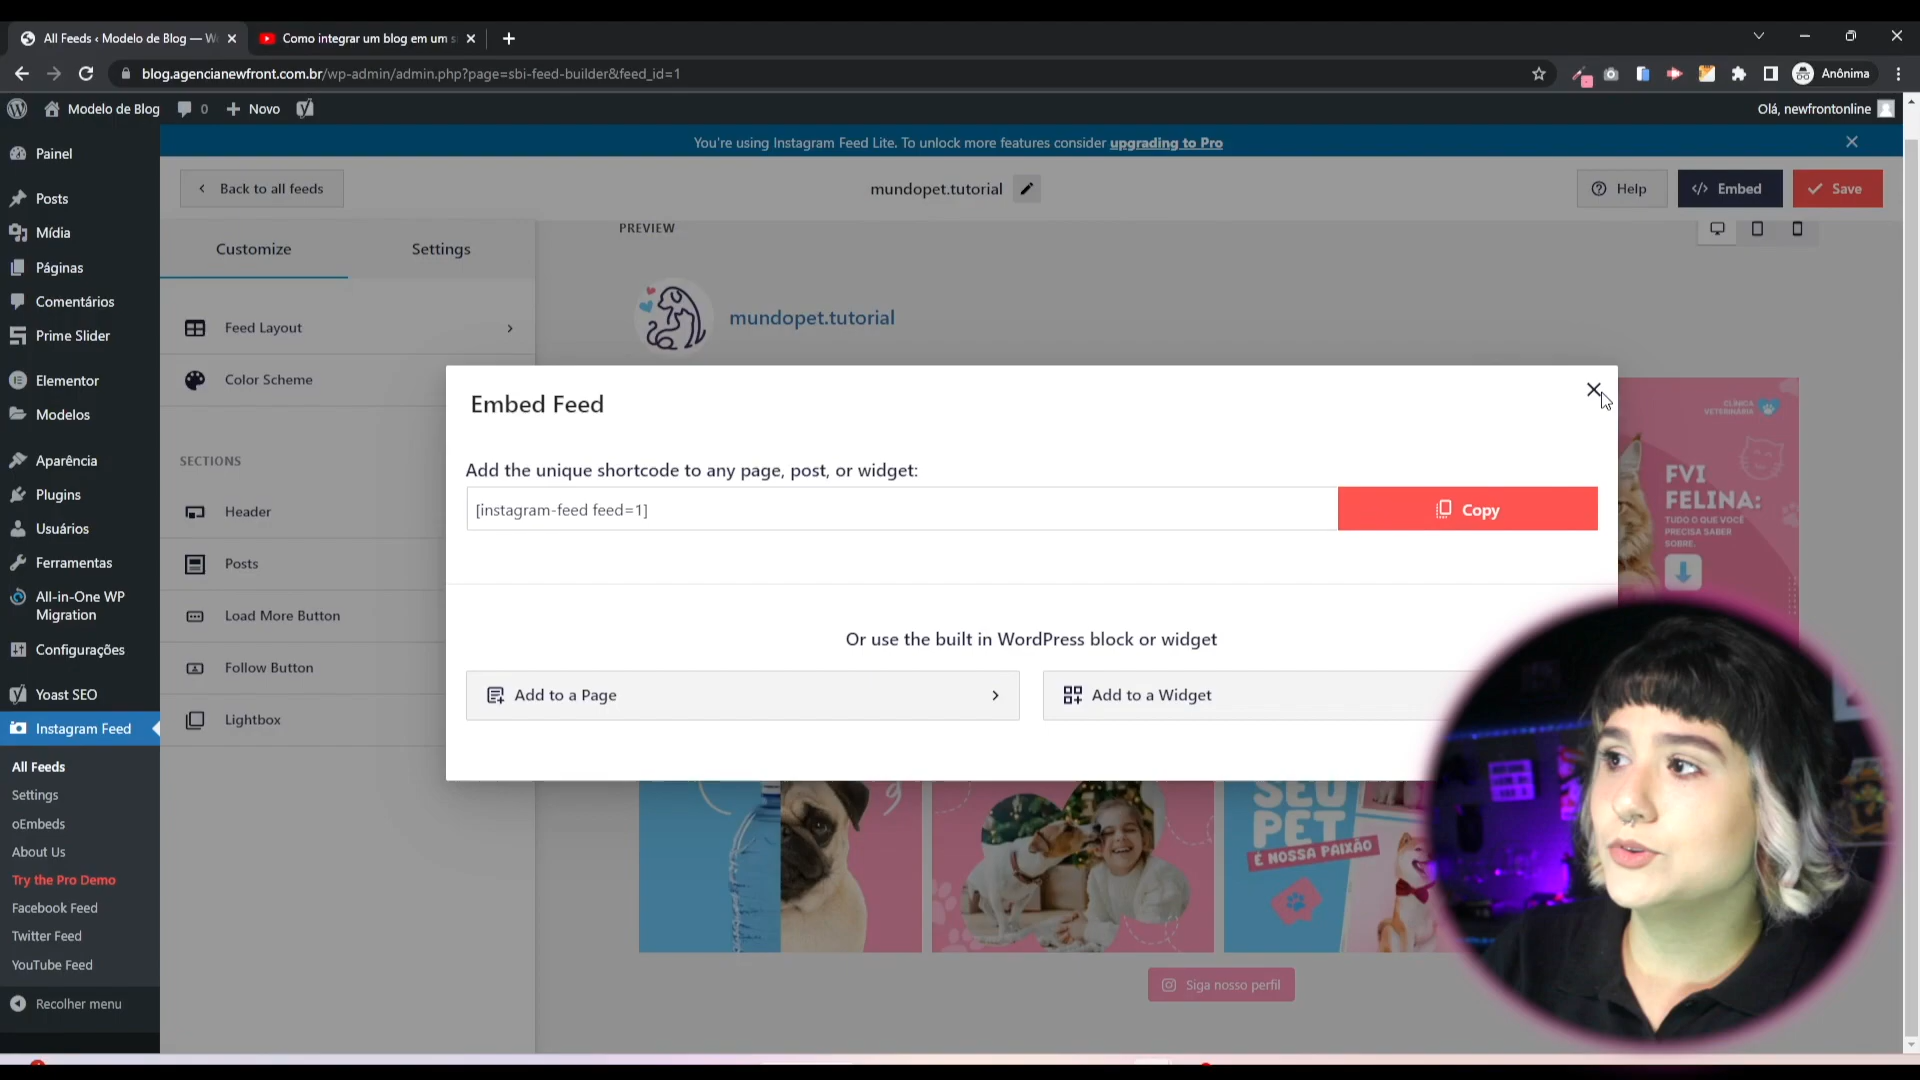 All Feeds ‹ Modelo de Blog — W
Como integrar um blog em um s
blog.agencianewfront.com.br/wp-admin/admin.php?page=sbi-feed-builder&feed_id=1
Anônima
Modelo de Blog
0
Novo
Olá, newfrontonline
You're using Instagram Feed Lite. To unlock more features consider upgrading to Pro
Painel
Posts
Mídia
Páginas
Comentários
Prime Slider
Elementor
Modelos
Aparência
Plugins
Usuários
Ferramentas
All-in-One WP
Migration
Configurações
Yoast SEO
Instagram Feed
All Feeds
Settings
oEmbeds
About Us
Try the Pro Demo
Facebook Feed
Twitter Feed
YouTube Feed
Recolher menu
Back to all feeds
mundopet.tutorial
Help
</> Embed
Save
Customize
Settings
Feed Layout
Color Scheme
SECTIONS
Header
Posts
Load More Button
Follow Button
Lightbox
PREVIEW
mundopet.tutorial
Embed Feed
Add the unique shortcode to any page, post, or widget:
[instagram-feed feed=1]
Copy
Or use the built in WordPress block or widget
Add to a Page
Add to a Widget
CLÍNICA
VETERINÁRIA
FVI
FELINA:
TUDO O QUE VOCÊ
PRECISA SABER
SOBRE.
SEU
PET
É NOSSA PAIXÃO
Siga nosso perfil